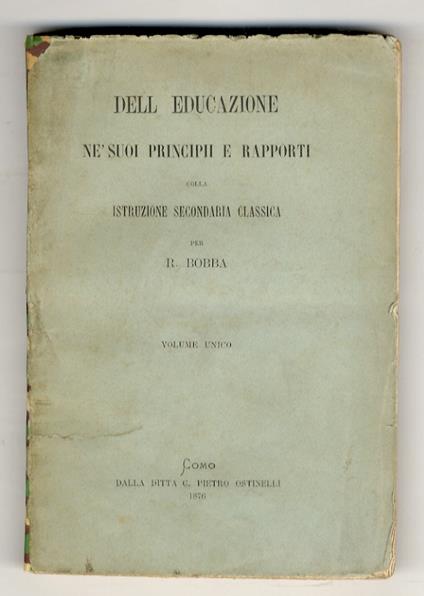 DELL EDUCAZIONE
NE' SUOI PRINCIPII E RAPPORTI
COLLA
ISTRUZIONE SECONDARIA CLASSICA
PER
R. BOBBA
VOLUME UNICO
COMO
DALLA DITTA C. PIETRO OSTINELLI
1876